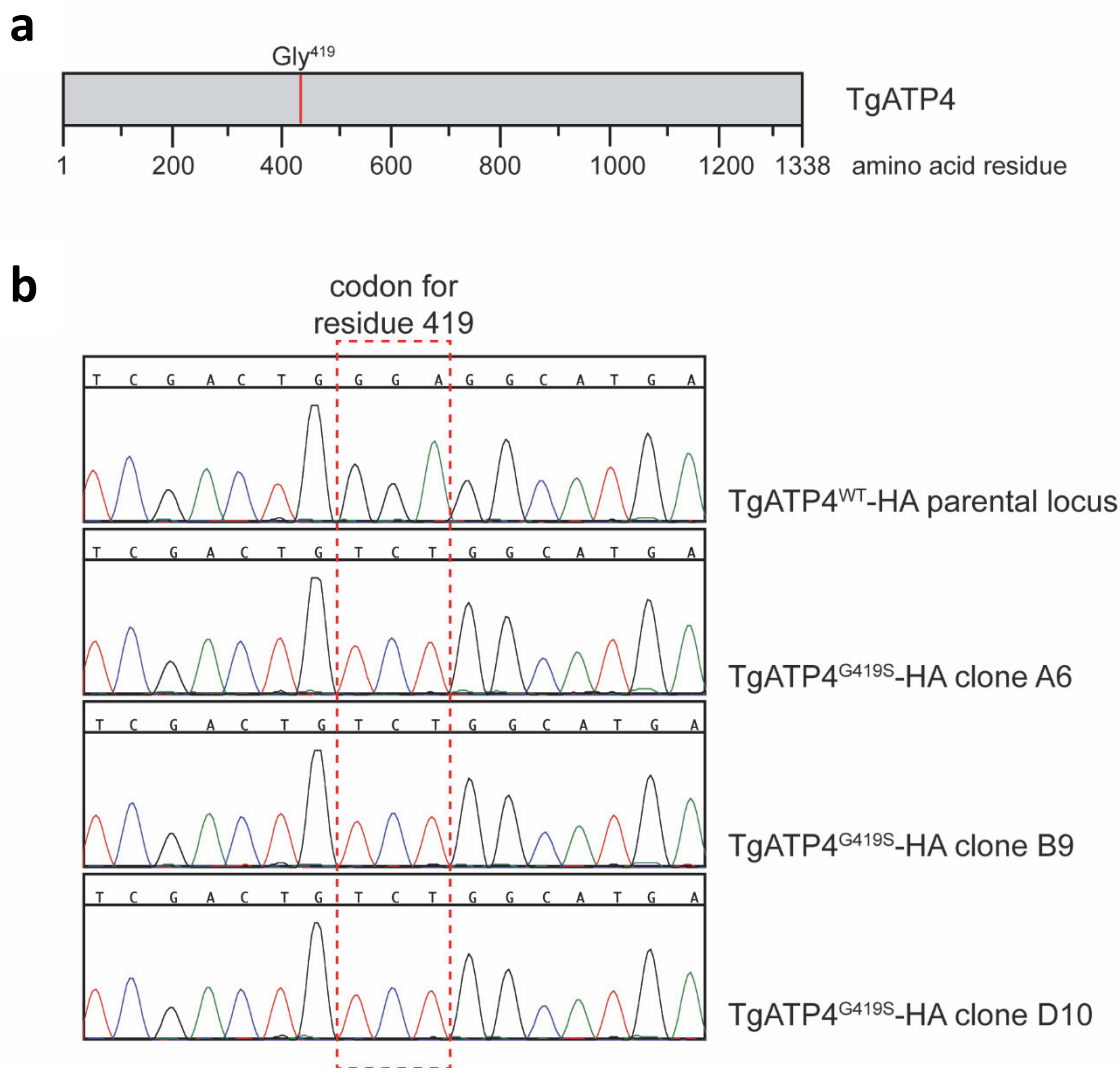 a
Gly419
TgATP4
1 200 400 600 800 1000 1200 1338 amino acid residue
b
codon for
residue 419
T C G A C T G G G A G G C A T G A
TgATP4WT-HA parental locus
T C G A C T G T C T G G C A T G A
TgATP4G419S-HA clone A6
T C G A C T G T C T G G C A T G A
TgATP4G419S-HA clone B9
T C G A C T G T C T G G C A T G A
TgATP4G419S-HA clone D10